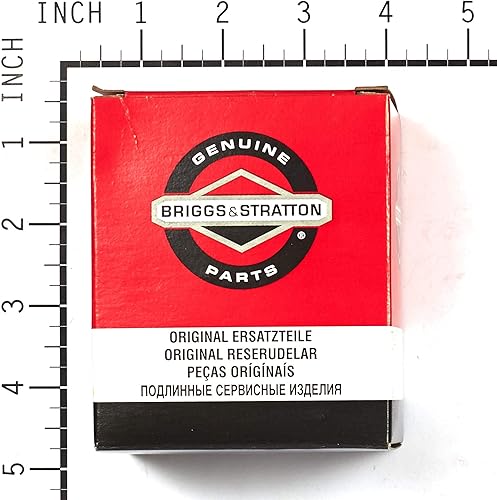 INCH 1 2 3 4 5
INCH
1
2
3
4
5
GENUINE
BRIGGS&STRATTON
®
PARTS
ORIGINAL ERSATZTEILE
ORIGINAL RESERUDELAR
PEÇAS ORIGÍNAIS
ПОДЛИННЫЕ СЕРВИСНЫЕ ИЗДЕЛИЯ